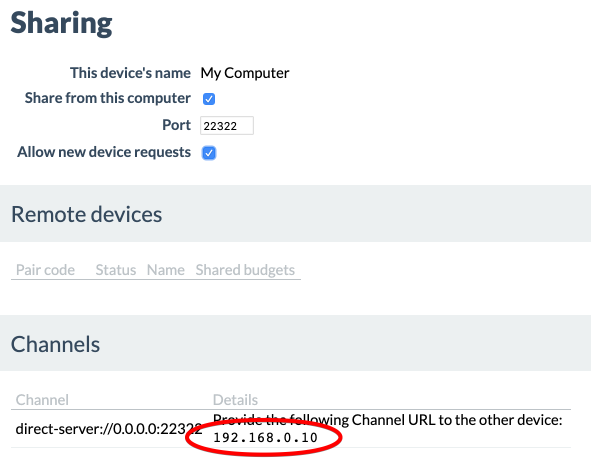 Sharing
This device's name My Computer
Share from this computer
Port 22322
Allow new device requests
Remote devices
Pair code Status Name Shared budgets
Channels
Channel Details
Provide the following Channel URL to the other device:
direct-server://0.0.0.0:22322
192.168.0.10